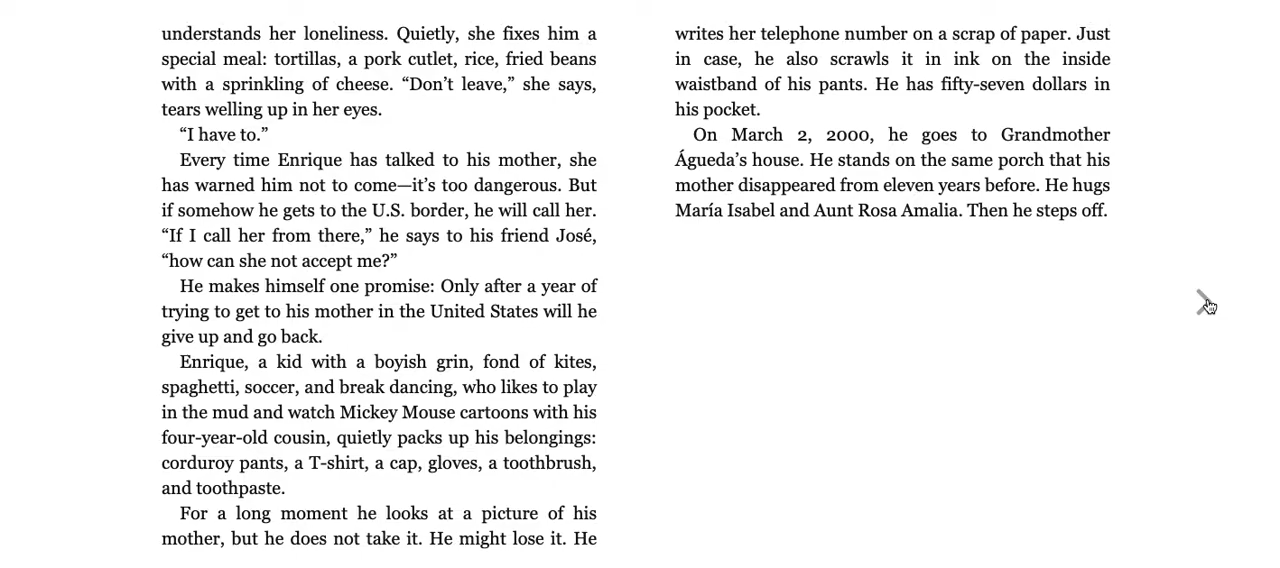 understands her loneliness. Quietly, she fixes him a
special meal: tortillas, a pork cutlet, rice, fried beans
with a sprinkling of cheese. “Don’t leave,” she says,
tears welling up in her eyes.
“I have to.”
Every time Enrique has talked to his mother, she
has warned him not to come—it’s too dangerous. But
if somehow he gets to the U.S. border, he will call her.
“If I call her from there,” he says to his friend José,
“how can she not accept me?”
He makes himself one promise: Only after a year of
trying to get to his mother in the United States will he
give up and go back.
Enrique, a kid with a boyish grin, fond of kites,
spaghetti, soccer, and break dancing, who likes to play
in the mud and watch Mickey Mouse cartoons with his
four-year-old cousin, quietly packs up his belongings:
corduroy pants, a T-shirt, a cap, gloves, a toothbrush,
and toothpaste.
For a long moment he looks at a picture of his
mother, but he does not take it. He might lose it. He
writes her telephone number on a scrap of paper. Just
in case, he also scrawls it in ink on the inside
waistband of his pants. He has fifty-seven dollars in
his pocket.
On March 2, 2000, he goes to Grandmother
Águeda’s house. He stands on the same porch that his
mother disappeared from eleven years before. He hugs
María Isabel and Aunt Rosa Amalia. Then he steps off.